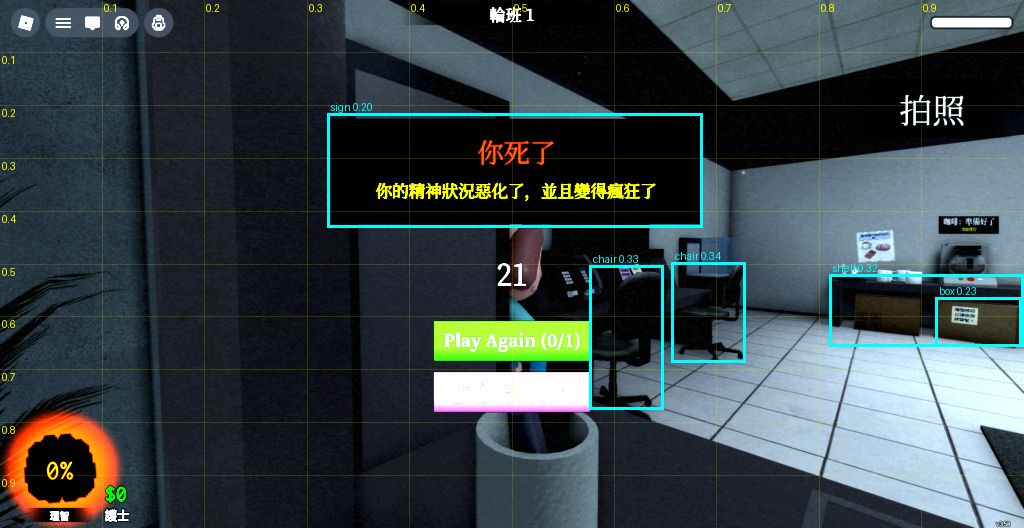 輪班 1
拍照
你死了
你的精神狀況惡化了，並且變得瘋狂了
咖啡：準備好了
21
Play Again (0/1)
0%
$0
理智
護士